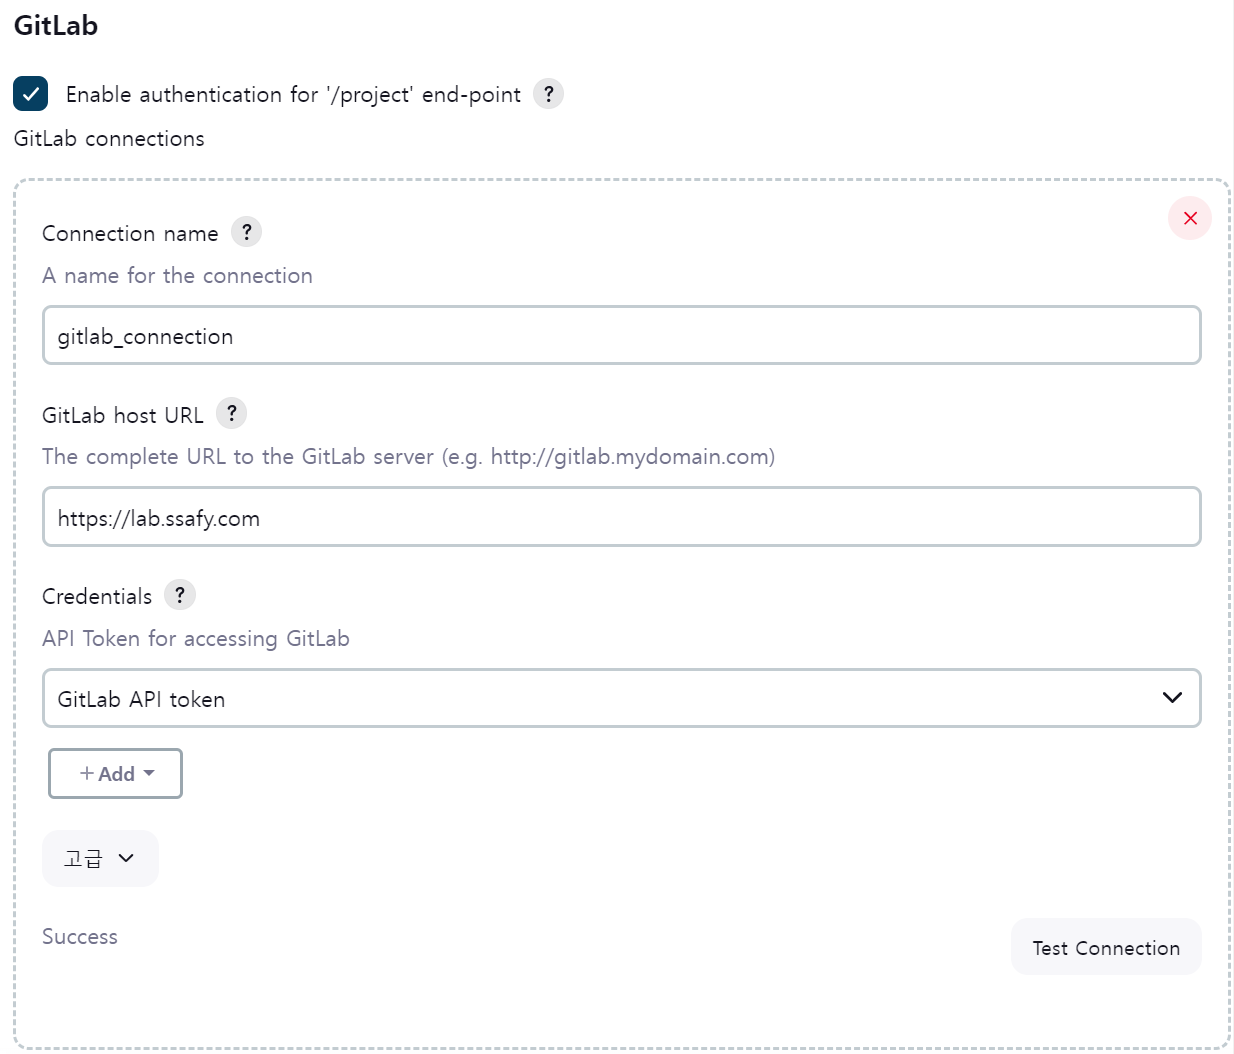 GitLab
Enable authentication for '/project' end-point ?
GitLab connections
Connection name ?
A name for the connection
gitlab_connection
GitLab host URL ?
The complete URL to the GitLab server (e.g. http://gitlab.mydomain.com)
https://lab.ssafy.com
Credentials ?
API Token for accessing GitLab
GitLab API token
+ Add
고급
Success
Test Connection